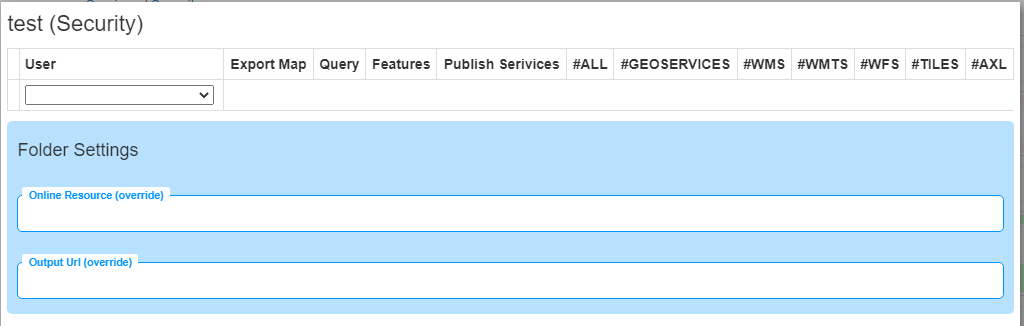 test (Security)
User Export Map Query Features Publish Serivices #ALL #GEOSERVICES #WMS #WMTS #WFS #TILES #AXL
Folder Settings
Online Resource (override)
Output Url (override)